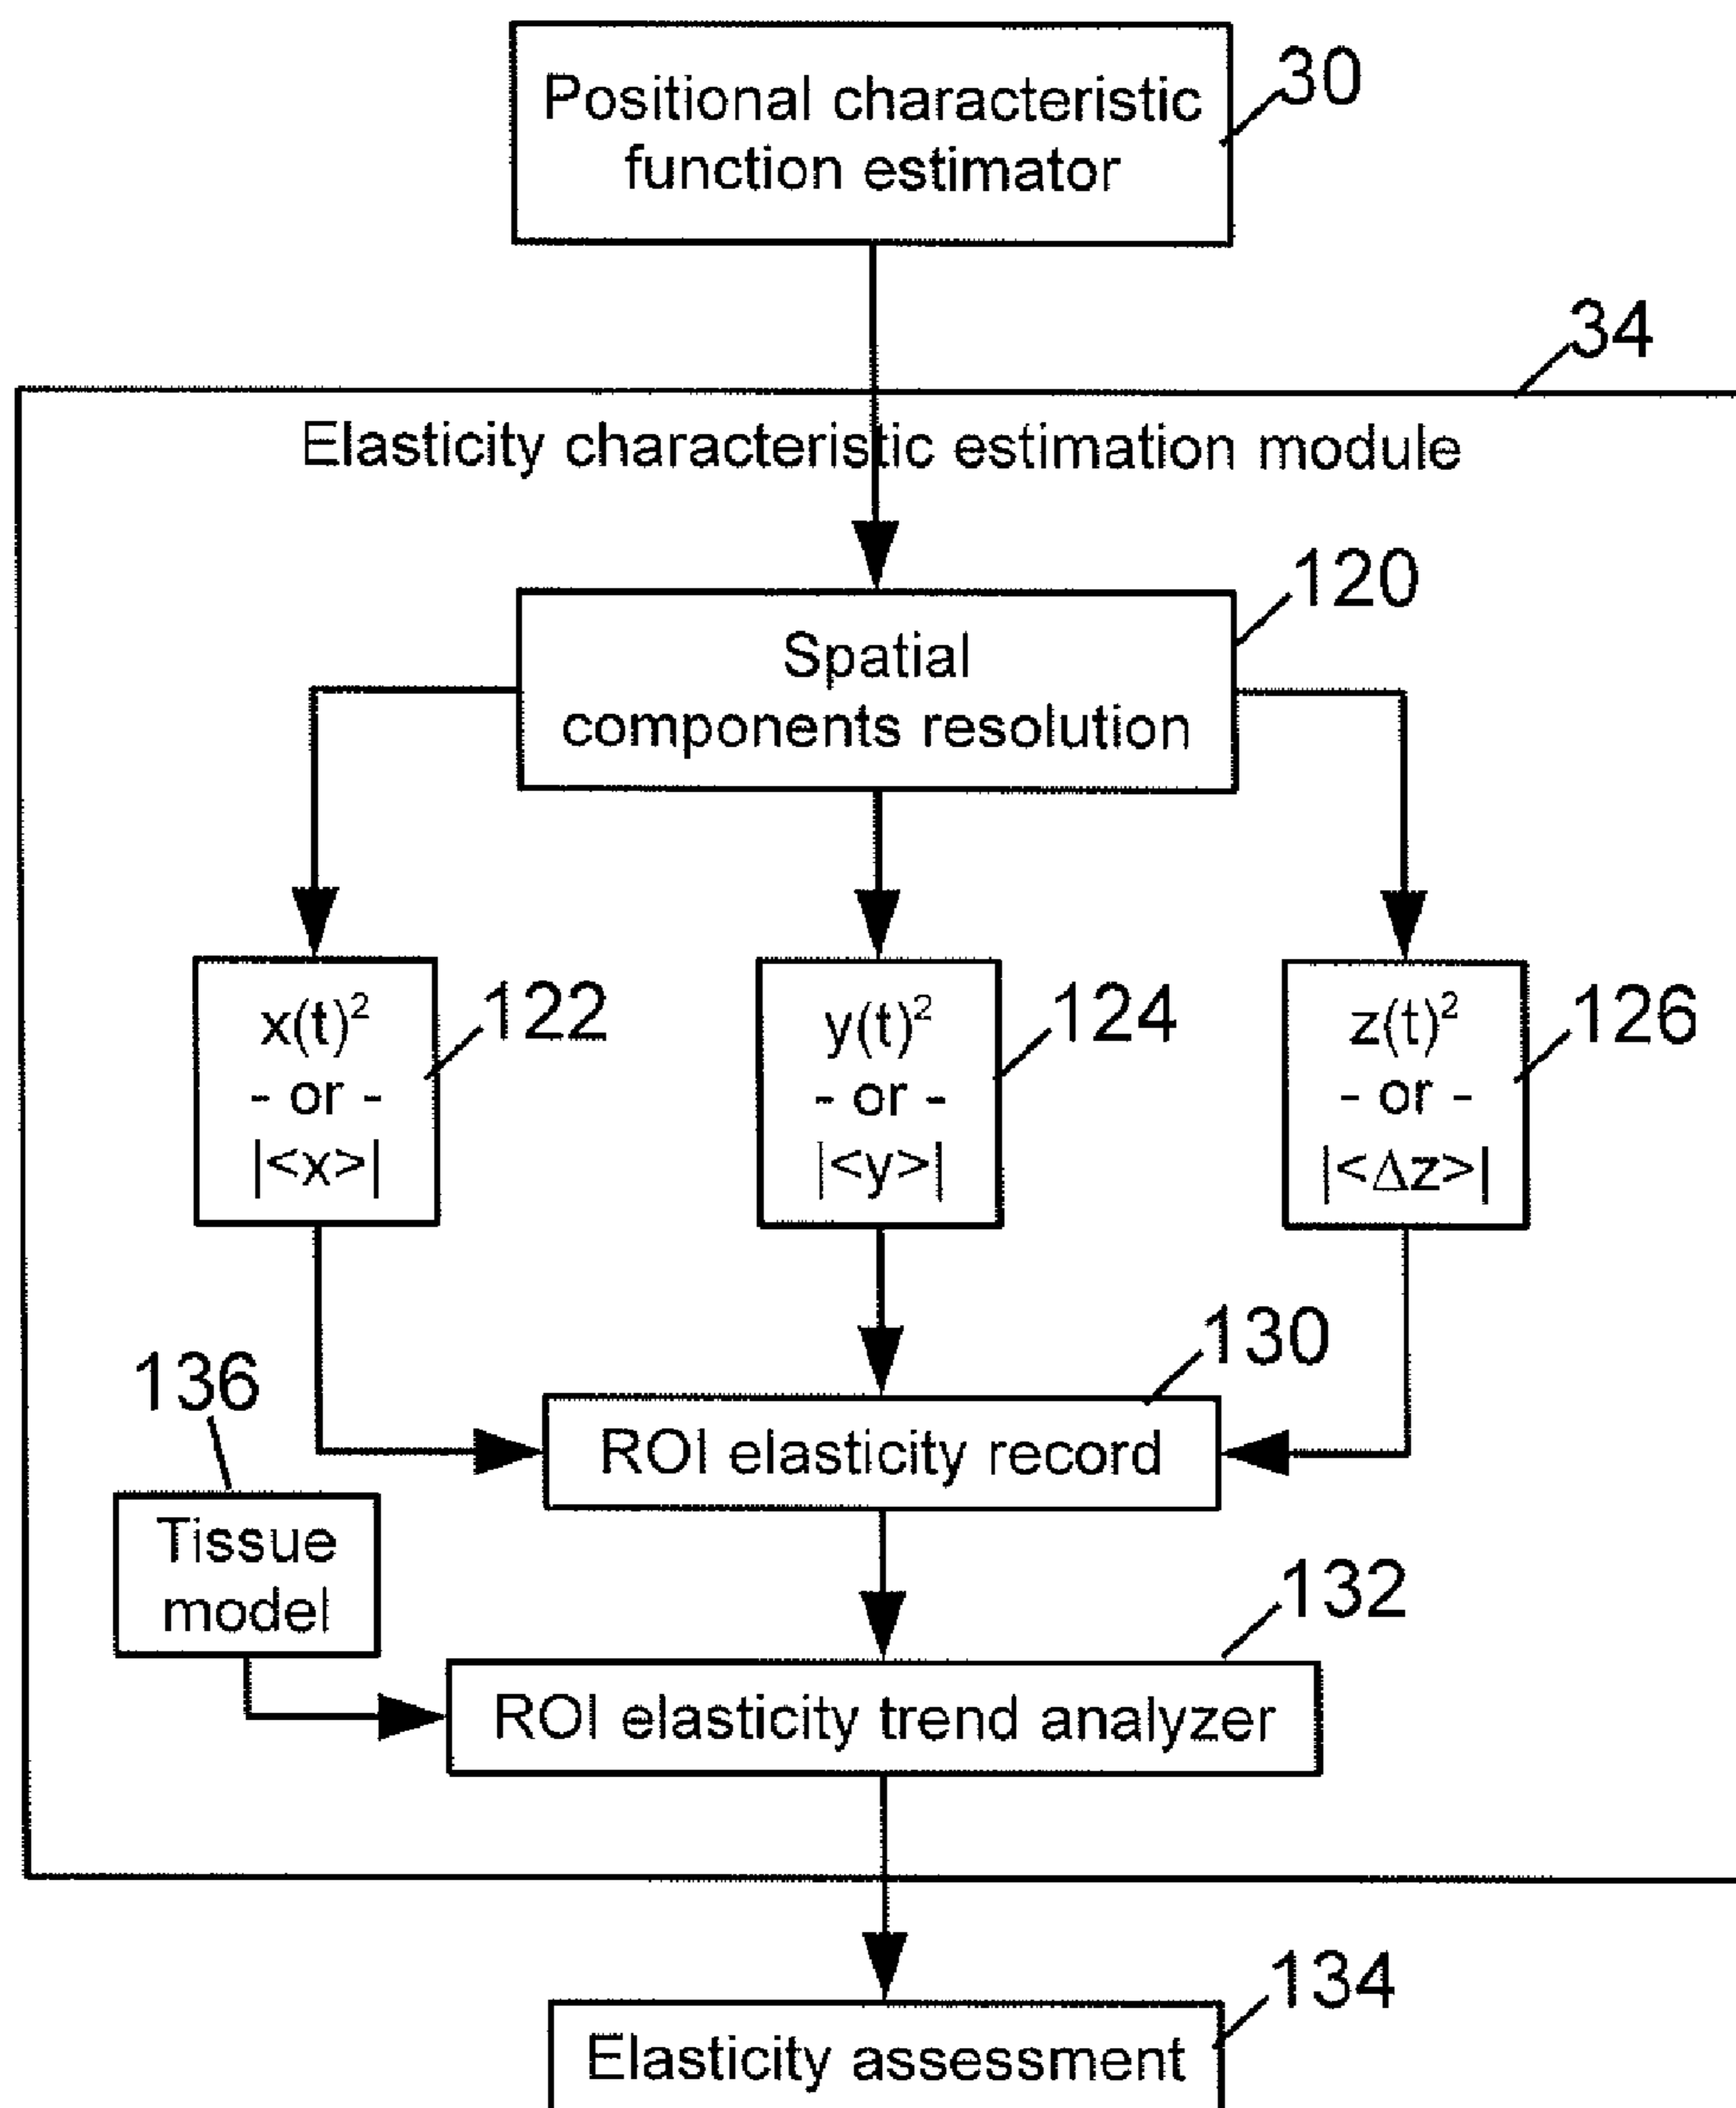 Positional characteristic
function estimator
30
34
Elasticity characteristic estimation module
120
Spatial
components resolution
x(t)²
- or -
|<x>|
122
y(t)²
- or -
|<y>|
124
z(t)²
- or -
|<Δz>|
126
130
ROI elasticity record
136
Tissue
model
132
ROI elasticity trend analyzer
134
Elasticity assessment